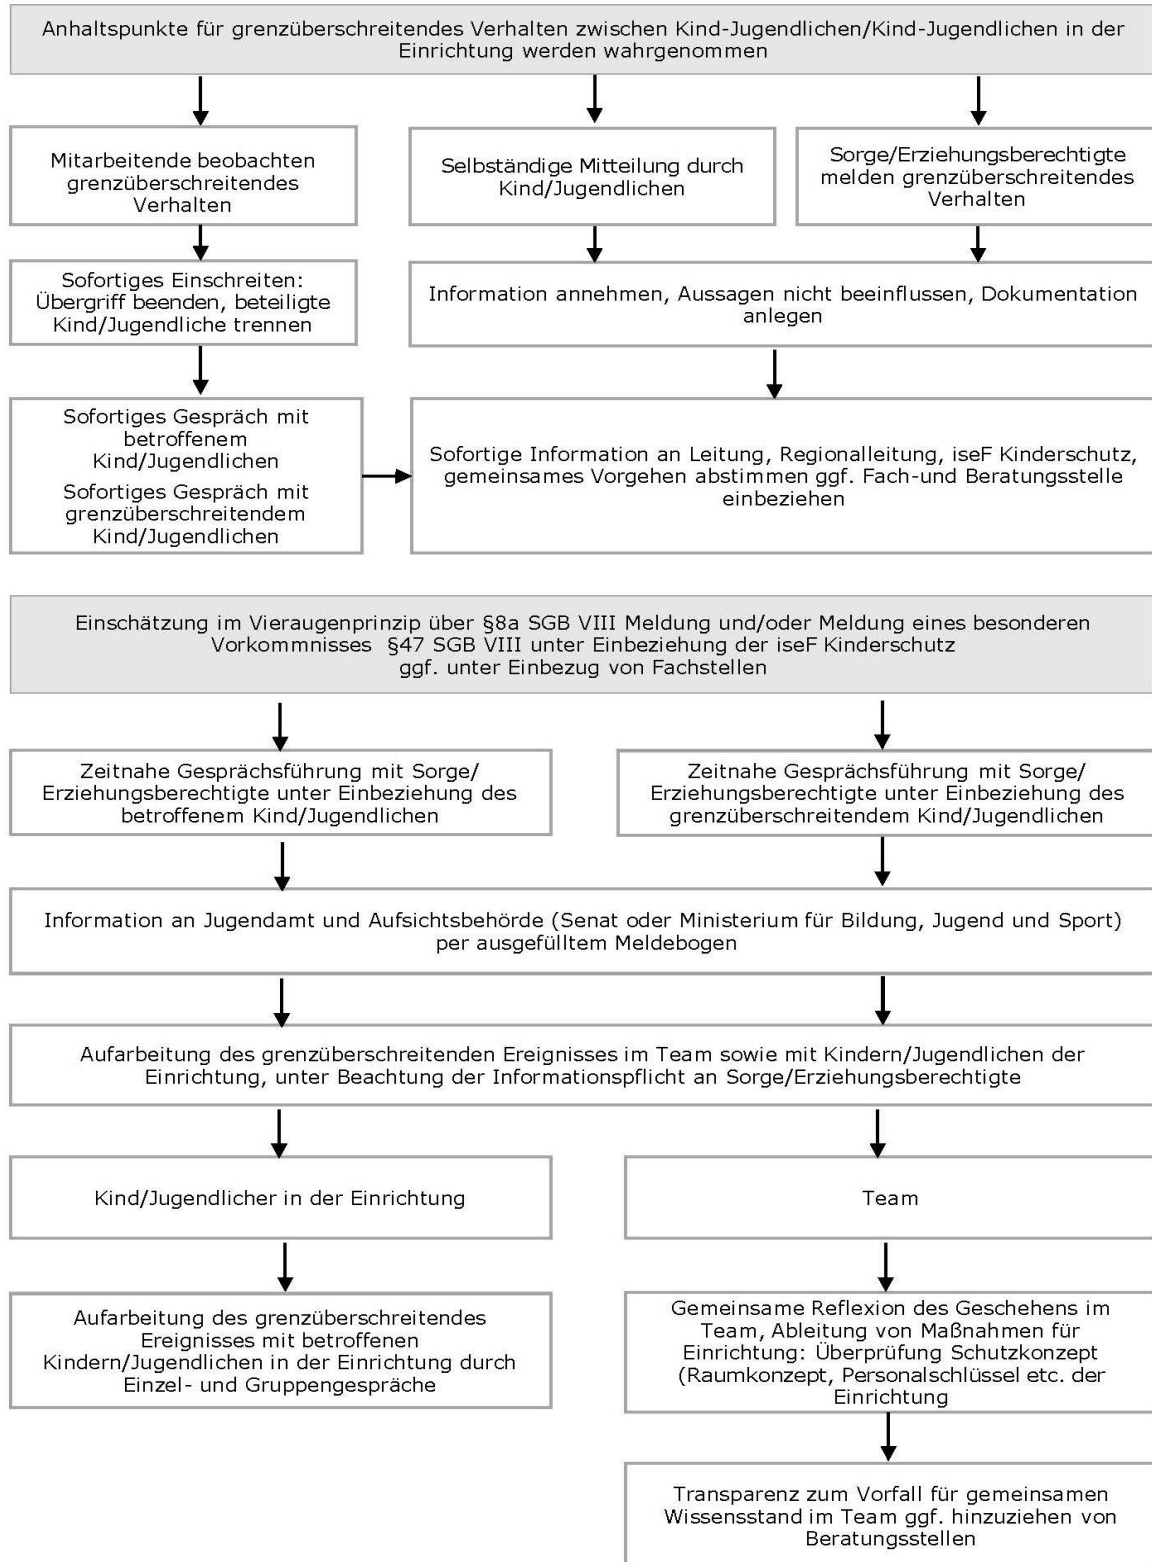 Anhaltspunkte für grenzüberschreitendes Verhalten zwischen Kind-Jugendlichen/Kind-Jugendlichen in der
Einrichtung werden wahrgenommen
Mitarbeitende beobachten
grenzüberschreitendes
Verhalten
Selbständige Mitteilung durch
Kind/Jugendlichen
Sorge/Erziehungsberechtigte
melden grenzüberschreitendes
Verhalten
Sofortiges Einschreiten:
Übergriff beenden, beteiligte
Kind/Jugendliche trennen
Information annehmen, Aussagen nicht beeinflussen, Dokumentation
anlegen
Sofortiges Gespräch mit
betroffenem
Kind/Jugendlichen
Sofortiges Gespräch mit
grenzüberschreitendem
Kind/Jugendlichen
Sofortige Information an Leitung, Regionalleitung, iseF Kinderschutz,
gemeinsames Vorgehen abstimmen ggf. Fach-und Beratungsstelle
einbeziehen
Einschätzung im Vieraugenprinzip über §8a SGB VIII Meldung und/oder Meldung eines besonderen
Vorkommnisses §47 SGB VIII unter Einbeziehung der iseF Kinderschutz
ggf. unter Einbezug von Fachstellen
Zeitnahe Gesprächsführung mit Sorge/
Erziehungsberechtigte unter Einbeziehung des
betroffenem Kind/Jugendlichen
Zeitnahe Gesprächsführung mit Sorge/
Erziehungsberechtigte unter Einbeziehung des
grenzüberschreitendem Kind/Jugendlichen
Information an Jugendamt und Aufsichtsbehörde (Senat oder Ministerium für Bildung, Jugend und Sport)
per ausgefülltem Meldebogen
Aufarbeitung des grenzüberschreitenden Ereignisses im Team sowie mit Kindern/Jugendlichen der
Einrichtung, unter Beachtung der Informationspflicht an Sorge/Erziehungsberechtigte
Kind/Jugendlicher in der Einrichtung
Team
Aufarbeitung des grenzüberschreitendes
Ereignisses mit betroffenen
Kindern/Jugendlichen in der Einrichtung durch
Einzel- und Gruppengespräche
Gemeinsame Reflexion des Geschehens im
Team, Ableitung von Maßnahmen für
Einrichtung: Überprüfung Schutzkonzept
(Raumkonzept, Personalschlüssel etc. der
Einrichtung
Transparenz zum Vorfall für gemeinsamen
Wissensstand im Team ggf. hinzuziehen von
Beratungsstellen